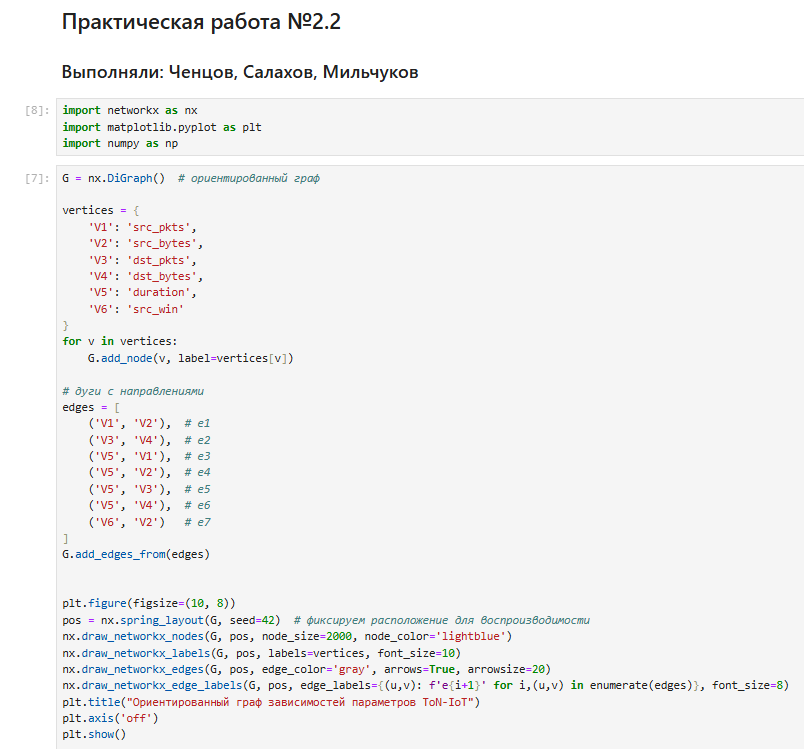 Практическая работа №2.2
Выполняли: Ченцов, Салахов, Мильчуков
[8]:
import networkx as nx
import matplotlib.pyplot as plt
import numpy as np
[7]:
G = nx.DiGraph()  # ориентированный граф

vertices = {
    'V1': 'src_pkts',
    'V2': 'src_bytes',
    'V3': 'dst_pkts',
    'V4': 'dst_bytes',
    'V5': 'duration',
    'V6': 'src_win'
}
for v in vertices:
    G.add_node(v, label=vertices[v])

# дуги с направлениями
edges = [
    ('V1', 'V2'),  # e1
    ('V3', 'V4'),  # e2
    ('V5', 'V1'),  # e3
    ('V5', 'V2'),  # e4
    ('V5', 'V3'),  # e5
    ('V5', 'V4'),  # e6
    ('V6', 'V2')   # e7
]
G.add_edges_from(edges)


plt.figure(figsize=(10, 8))
pos = nx.spring_layout(G, seed=42)  # фиксируем расположение для воспроизводимости
nx.draw_networkx_nodes(G, pos, node_size=2000, node_color='lightblue')
nx.draw_networkx_labels(G, pos, labels=vertices, font_size=10)
nx.draw_networkx_edges(G, pos, edge_color='gray', arrows=True, arrowsize=20)
nx.draw_networkx_edge_labels(G, pos, edge_labels={(u,v): f'e{i+1}' for i,(u,v) in enumerate(edges)}, font_size=8)
plt.title("Ориентированный граф зависимостей параметров ToN-IoT")
plt.axis('off')
plt.show()